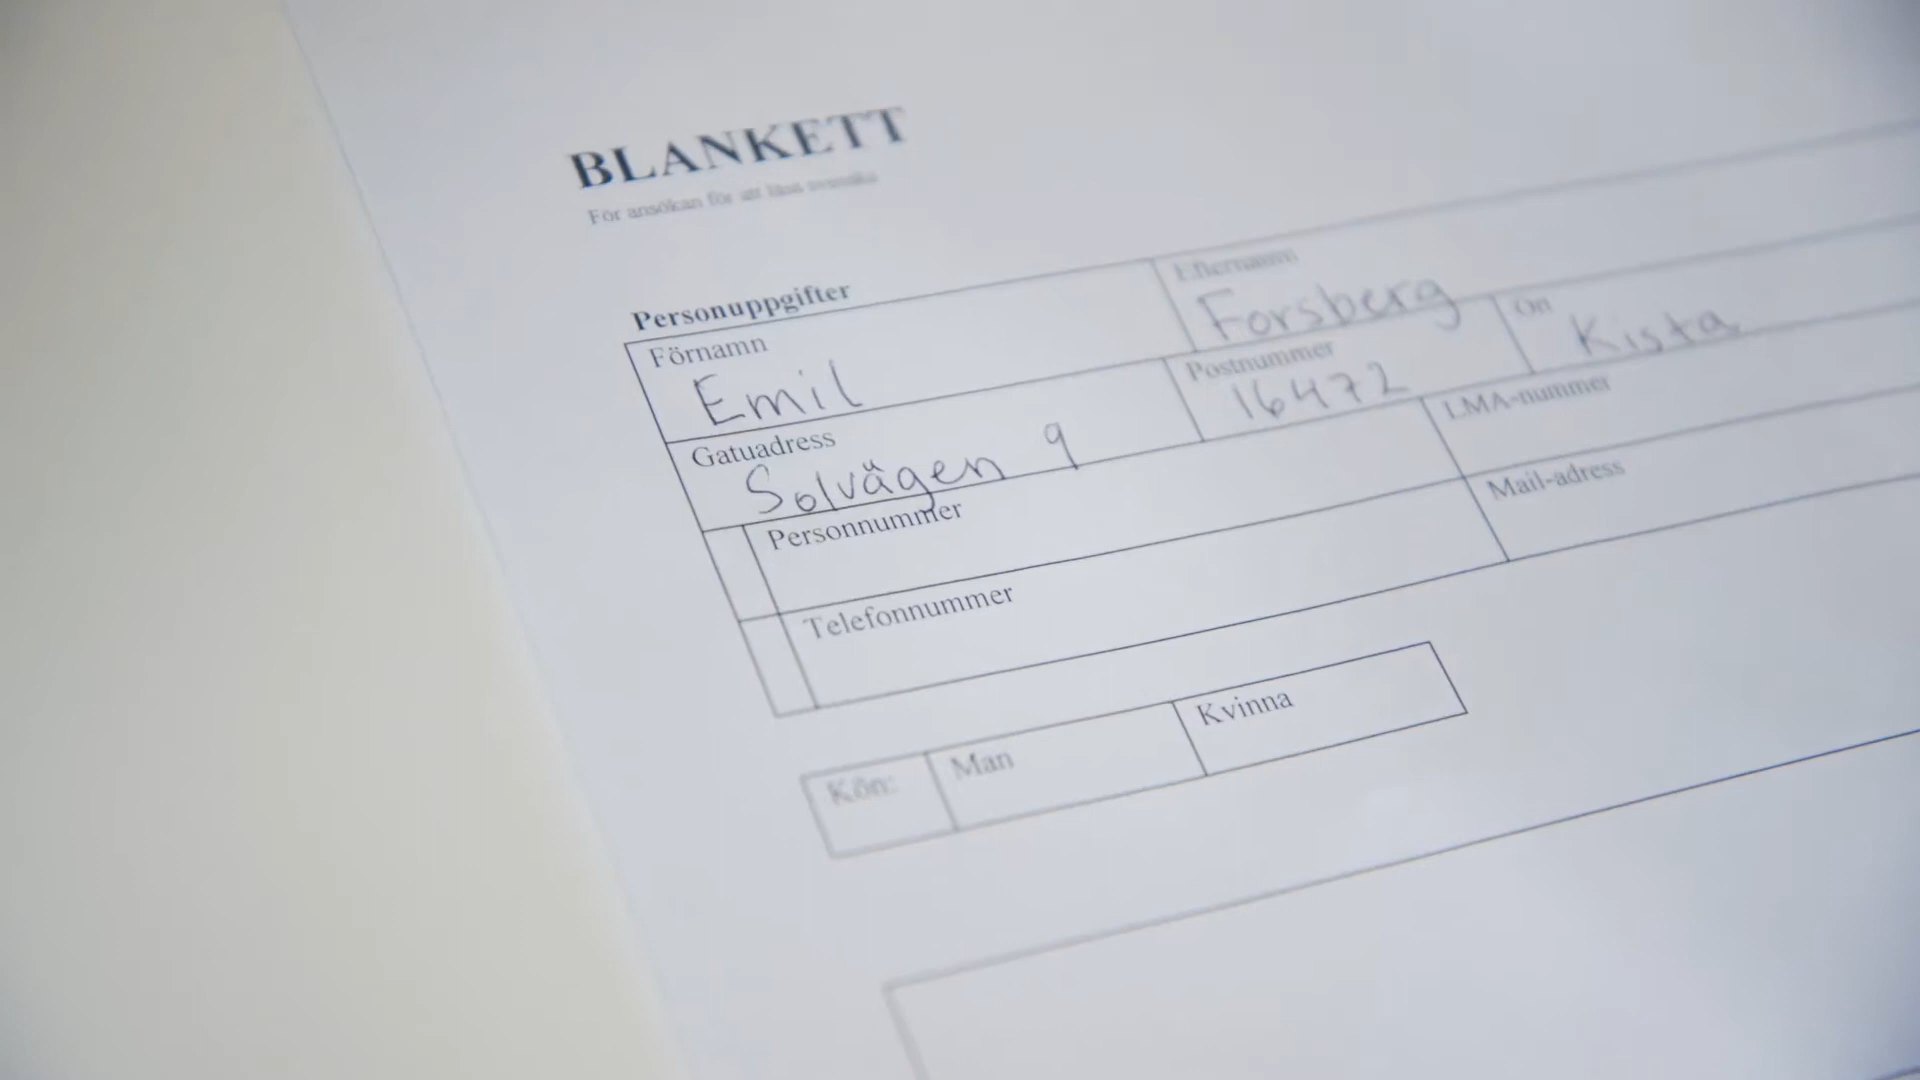 BLANKETT
För ansökan för att läsa svenska
Personuppgifter
Förnamn
Emil
Efternamn
Forsberg
Gatuadress
Solvägen 9
Postnummer
16472
Ort
Kista
Personnummer
LMA-nummer
Telefonnummer
Mail-adress
Kön: Man Kvinna